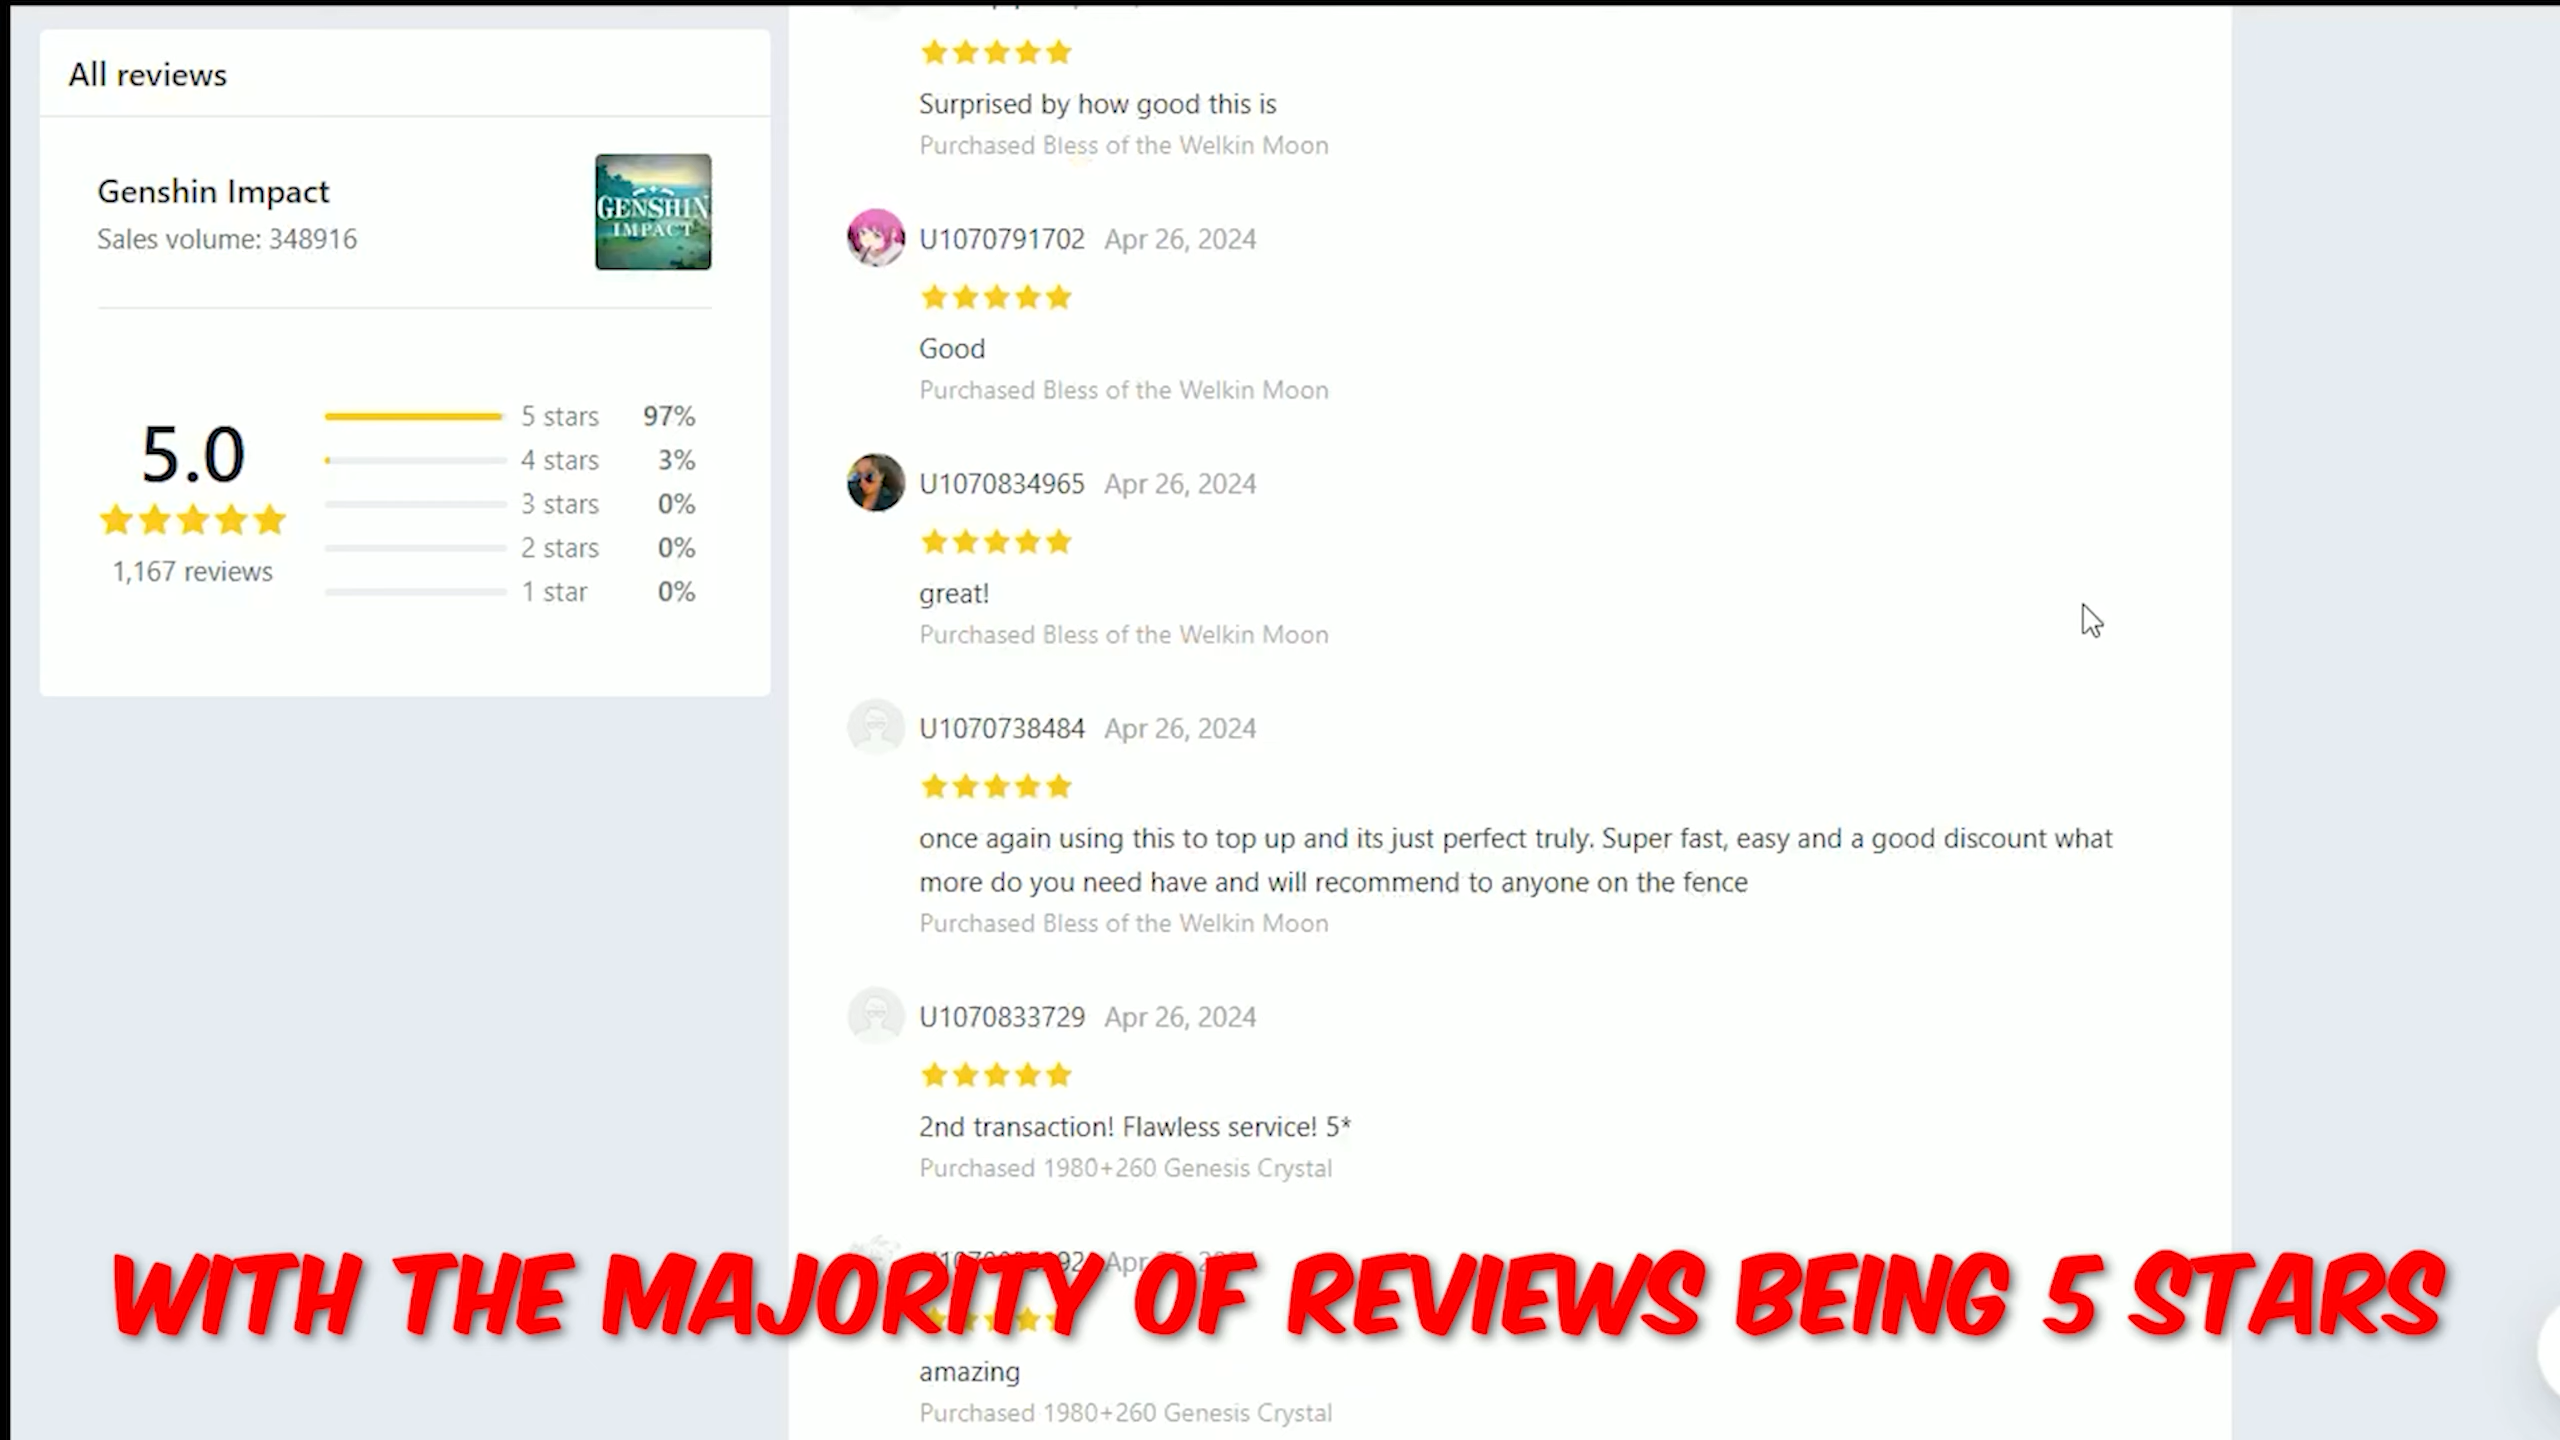 All reviews
Genshin Impact
Sales volume: 348916
GENSHIN
IMPACT
5.0
1,167 reviews
5 stars 97%
4 stars 3%
3 stars 0%
2 stars 0%
1 star 0%
Surprised by how good this is
Purchased Bless of the Welkin Moon
U1070791702 Apr 26, 2024
Good
Purchased Bless of the Welkin Moon
U1070834965 Apr 26, 2024
great!
Purchased Bless of the Welkin Moon
U1070738484 Apr 26, 2024
once again using this to top up and its just perfect truly. Super fast, easy and a good discount what
more do you need have and will recommend to anyone on the fence
Purchased Bless of the Welkin Moon
U1070833729 Apr 26, 2024
2nd transaction! Flawless service! 5*
Purchased 1980+260 Genesis Crystal
Apr
WITH THE MAJORITY OF REVIEWS BEING 5 STARS
amazing
Purchased 1980+260 Genesis Crystal